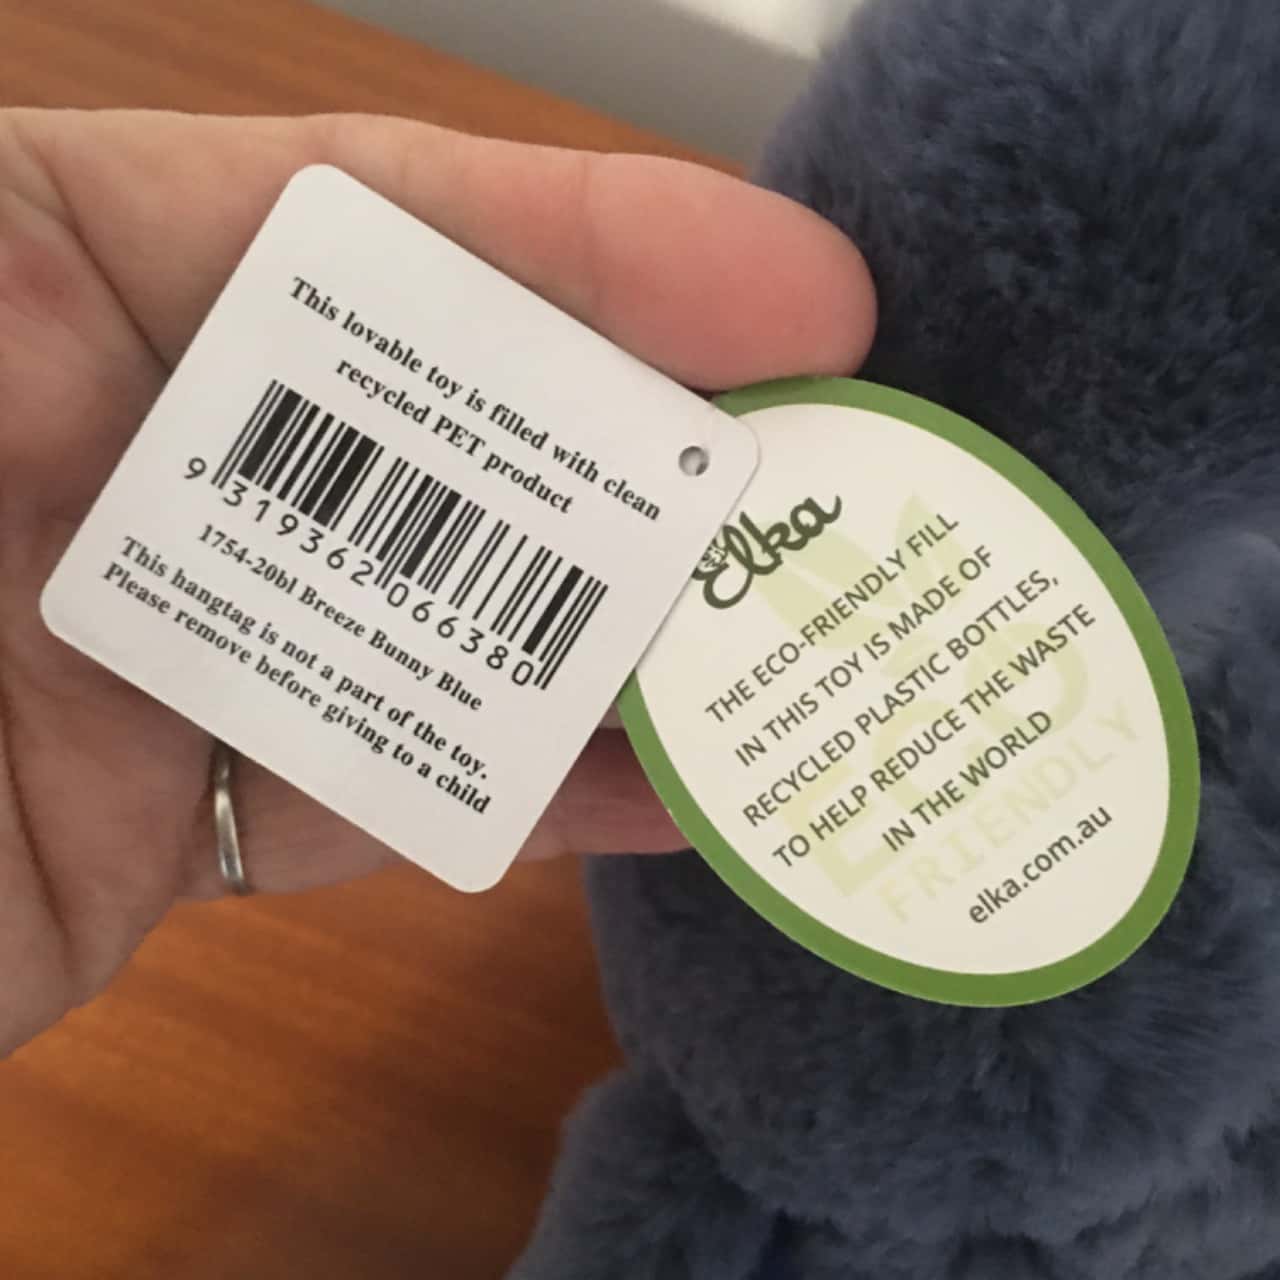 This lovable toy is filled with clean
recycled PET product
9 319362 066380
1754-20bl Breeze Bunny Blue
This hangtag is not a part of the toy.
Please remove before giving to a child
Elka
THE ECO-FRIENDLY FILL
IN THIS TOY IS MADE OF
RECYCLED PLASTIC BOTTLES,
TO HELP REDUCE THE WASTE
IN THE WORLD
ECO
FRIENDLY
elka.com.au